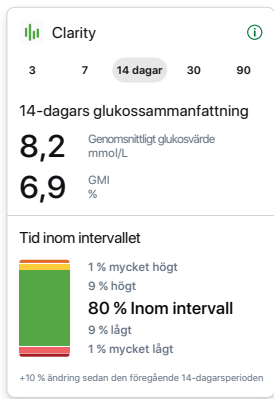 Clarity
3 7 14 dagar 30 90
14-dagars glukossammanfattning
8,2 Genomsnittligt glukosvärde
mmol/L
6,9 GMI
%
Tid inom intervallet
1 % mycket högt
9 % högt
80 % Inom intervall
9 % lågt
1 % mycket lågt
+10 % ändring sedan den föregående 14-dagarsperioden